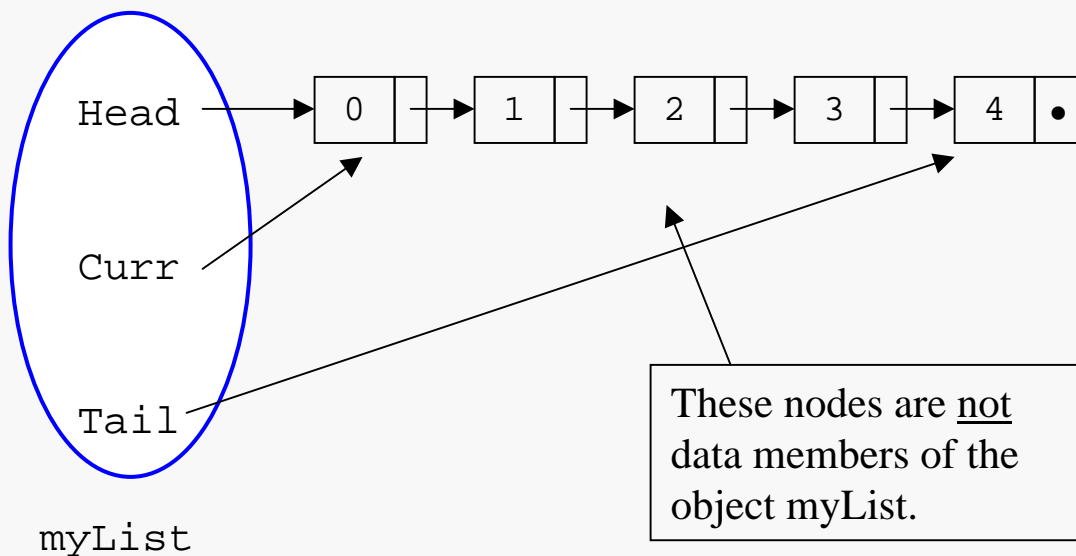 Head
0 1 2 3 4
Curr
Tail
These nodes are not
data members of the
object myList.
myList